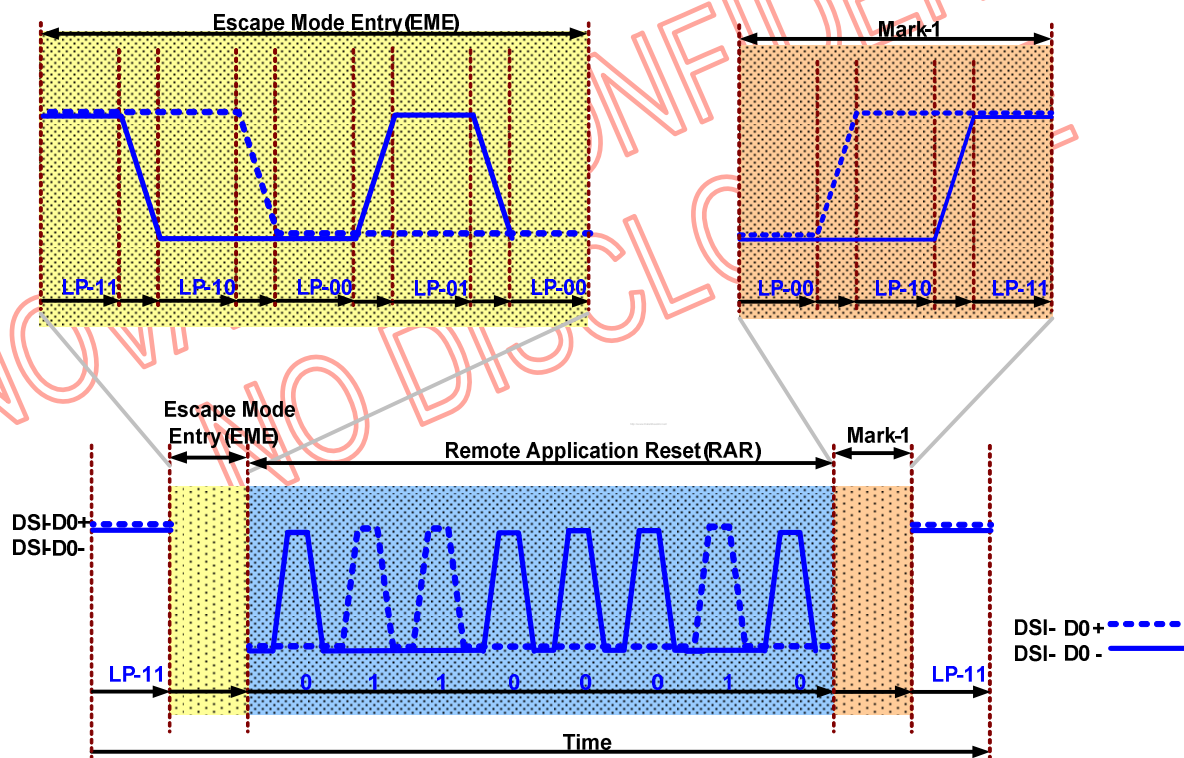 Escape Mode Entry(EME)
Mark-1
LP-11 LP-10 LP-00 LP-01 LP-00
LP-00 LP-10 LP-11
Escape Mode
Entry(EME)
Remote Application Reset(RAR)
Mark-1
DSI-D0+
DSI-D0-
0 1 1 0 0 0 1 0
LP-11
LP-11
DSI- D0+
DSI- D0 -
Time
NO DISCLO